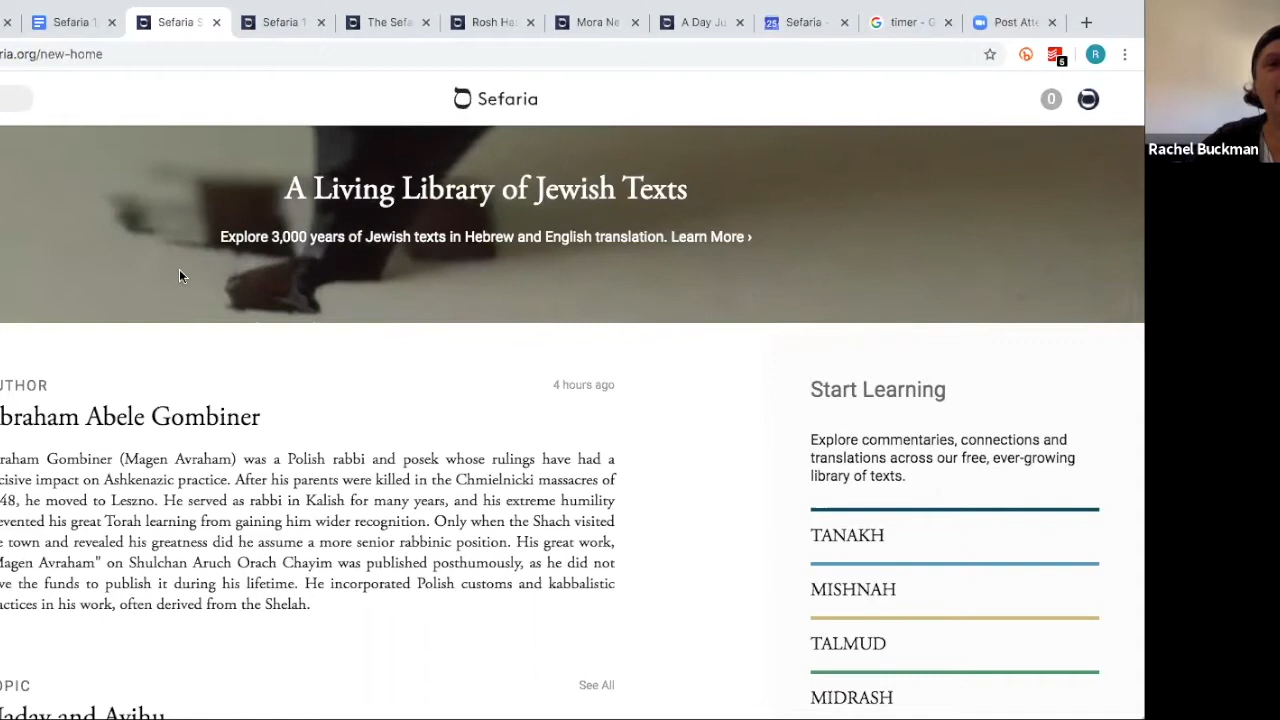 Sefaria T
Sefaria S
Sefaria 1
The Sefa
Rosh Ha
Mora Ne
A Day Ju
Sefaria -
timer - G
Post Atte
ria.org/new-home
5
R
Sefaria
0
Rachel Buckman
A Living Library of Jewish Texts
Explore 3,000 years of Jewish texts in Hebrew and English translation. Learn More ›
UTHOR
4 hours ago
braham Abele Gombiner
raham Gombiner (Magen Avraham) was a Polish rabbi and posek whose rulings have had a
cisive impact on Ashkenazic practice. After his parents were killed in the Chmielnicki massacres of
48, he moved to Leszno. He served as rabbi in Kalish for many years, and his extreme humility
evented his great Torah learning from gaining him wider recognition. Only when the Shach visited
e town and revealed his greatness did he assume a more senior rabbinic position. His great work,
Magen Avraham" on Shulchan Aruch Orach Chayim was published posthumously, as he did not
ve the funds to publish it during his lifetime. He incorporated Polish customs and kabbalistic
actices in his work, often derived from the Shelah.
OPIC
See All
Nadav and Avihu
Start Learning
Explore commentaries, connections and
translations across our free, ever-growing
library of texts.
TANAKH
MISHNAH
TALMUD
MIDRASH